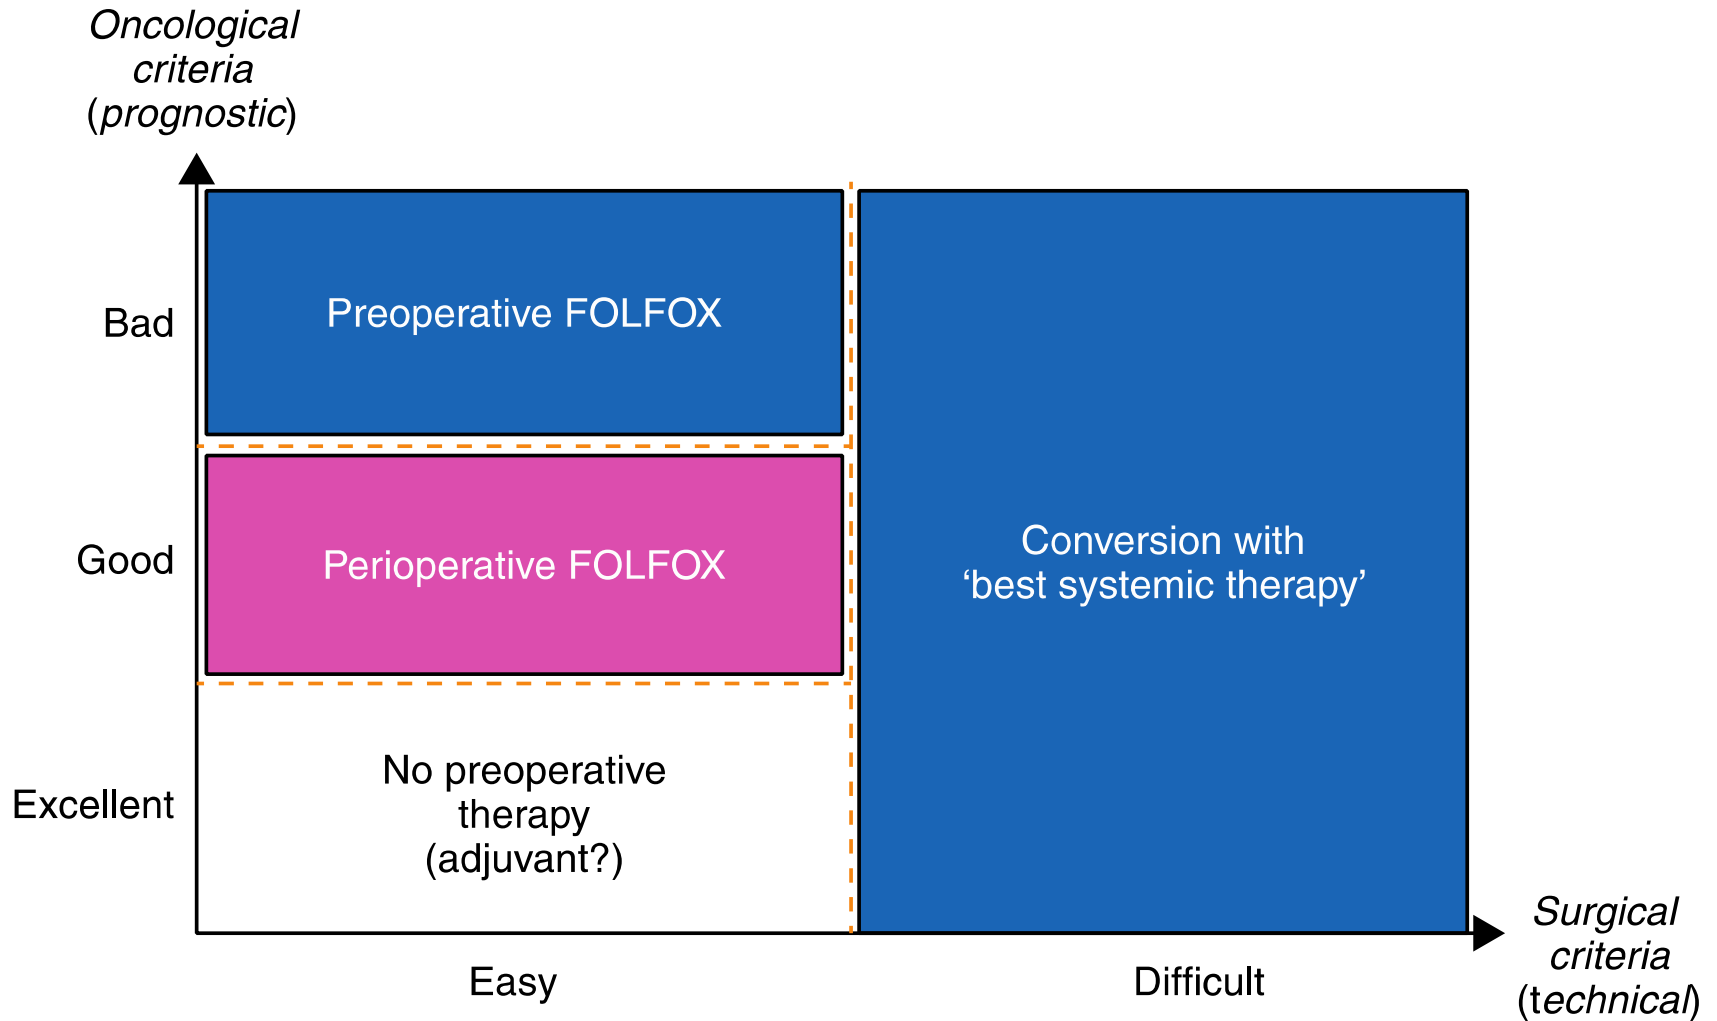 Oncological
criteria
(prognostic)
Bad
Preoperative FOLFOX
Good
Perioperative FOLFOX
Conversion with
‘best systemic therapy’
Excellent
No preoperative
therapy
(adjuvant?)
Easy
Difficult
Surgical
criteria
(technical)